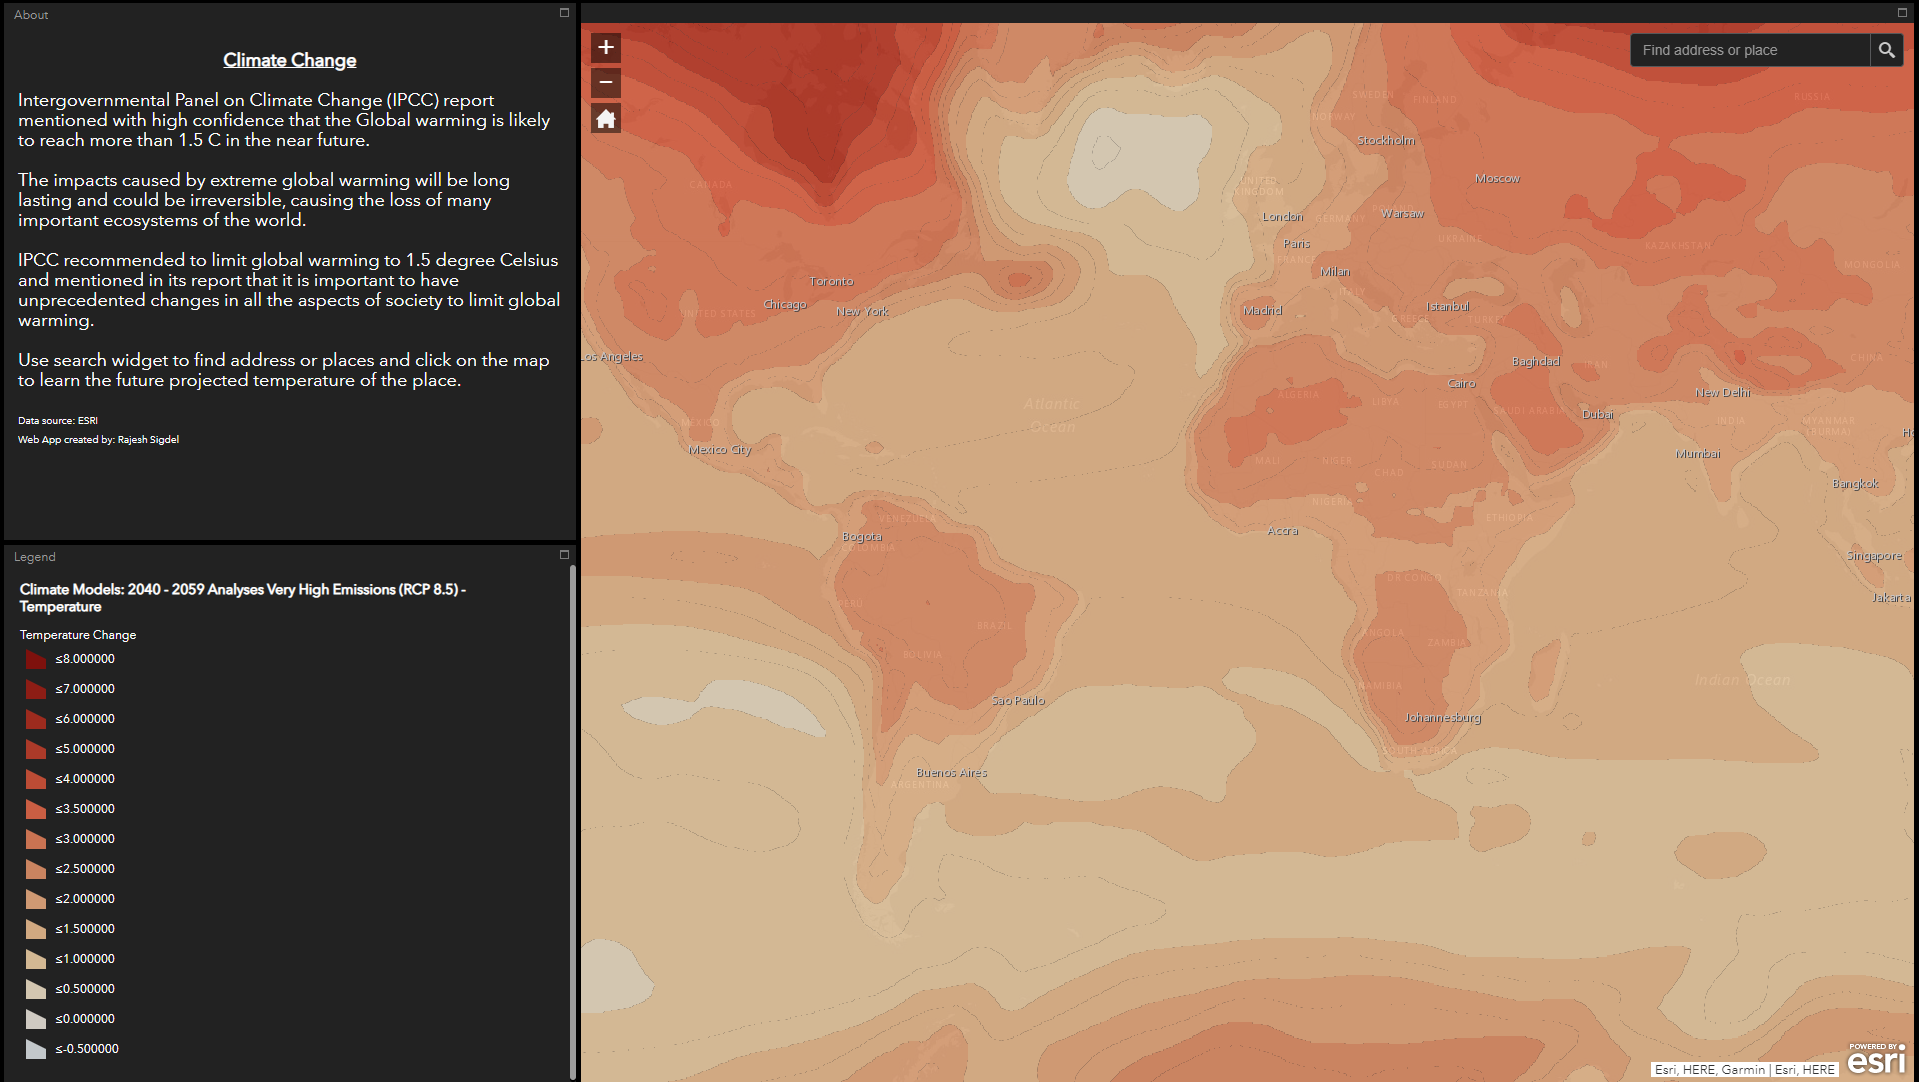 About
Climate Change
Intergovernmental Panel on Climate Change (IPCC) report
mentioned with high confidence that the Global warming is likely
to reach more than 1.5 C in the near future.
The impacts caused by extreme global warming will be long
lasting and could be irreversible, causing the loss of many
important ecosystems of the world.
IPCC recommended to limit global warming to 1.5 degree Celsius
and mentioned in its report that it is important to have
unprecedented changes in all the aspects of society to limit global
warming.
Use search widget to find address or places and click on the map
to learn the future projected temperature of the place.
Data source: ESRI
Web App created by: Rajesh Sigdel
Legend
Climate Models: 2040 - 2059 Analyses Very High Emissions (RCP 8.5) -
Temperature
Temperature Change
≤8.000000
≤7.000000
≤6.000000
≤5.000000
≤4.000000
≤3.500000
≤3.000000
≤2.500000
≤2.000000
≤1.500000
≤1.000000
≤0.500000
≤0.000000
≤-0.500000
Find address or place
SWEDEN
FINLAND
RUSSIA
NORWAY
Stockholm
Moscow
CANADA
UNITED
KINGDOM
London
GERMANY
POLAND
Warsaw
UKRAINE
Paris
FRANCE
KAZAKHSTAN
MONGOLIA
Milan
ITALY
Toronto
Chicago
New York
UNITED STATES
Madrid
Istanbul
GREECE
TURKEY
Los Angeles
Baghdad
IRAN
CHINA
Cairo
New Delhi
ALGERIA
LIBYA
EGYPT
SAUDI ARABIA
Dubai
Atlantic
Ocean
INDIA
MYANMAR
(BURMA)
MEXICO
Mexico City
Mumbai
MALI
NIGER
CHAD
SUDAN
Bangkok
NIGERIA
VENEZUELA
ETHIOPIA
Bogota
COLOMBIA
Accra
Singapore
DR CONGO
TANZANIA
Jakarta
PERU
BRAZIL
ANGOLA
ZAMBIA
BOLIVIA
NAMIBIA
Indian Ocean
Sao Paulo
Johannesburg
SOUTH AFRICA
Buenos Aires
ARGENTINA
POWERED BY
esri
Esri, HERE, Garmin | Esri, HERE